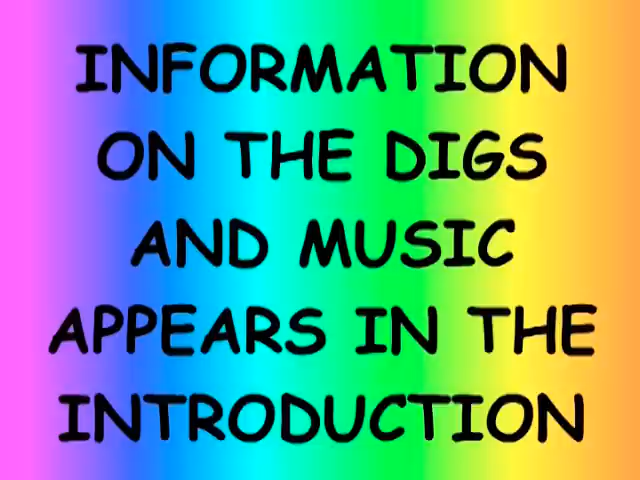 INFORMATION
ON THE DIGS
AND MUSIC
APPEARS IN THE
INTRODUCTION